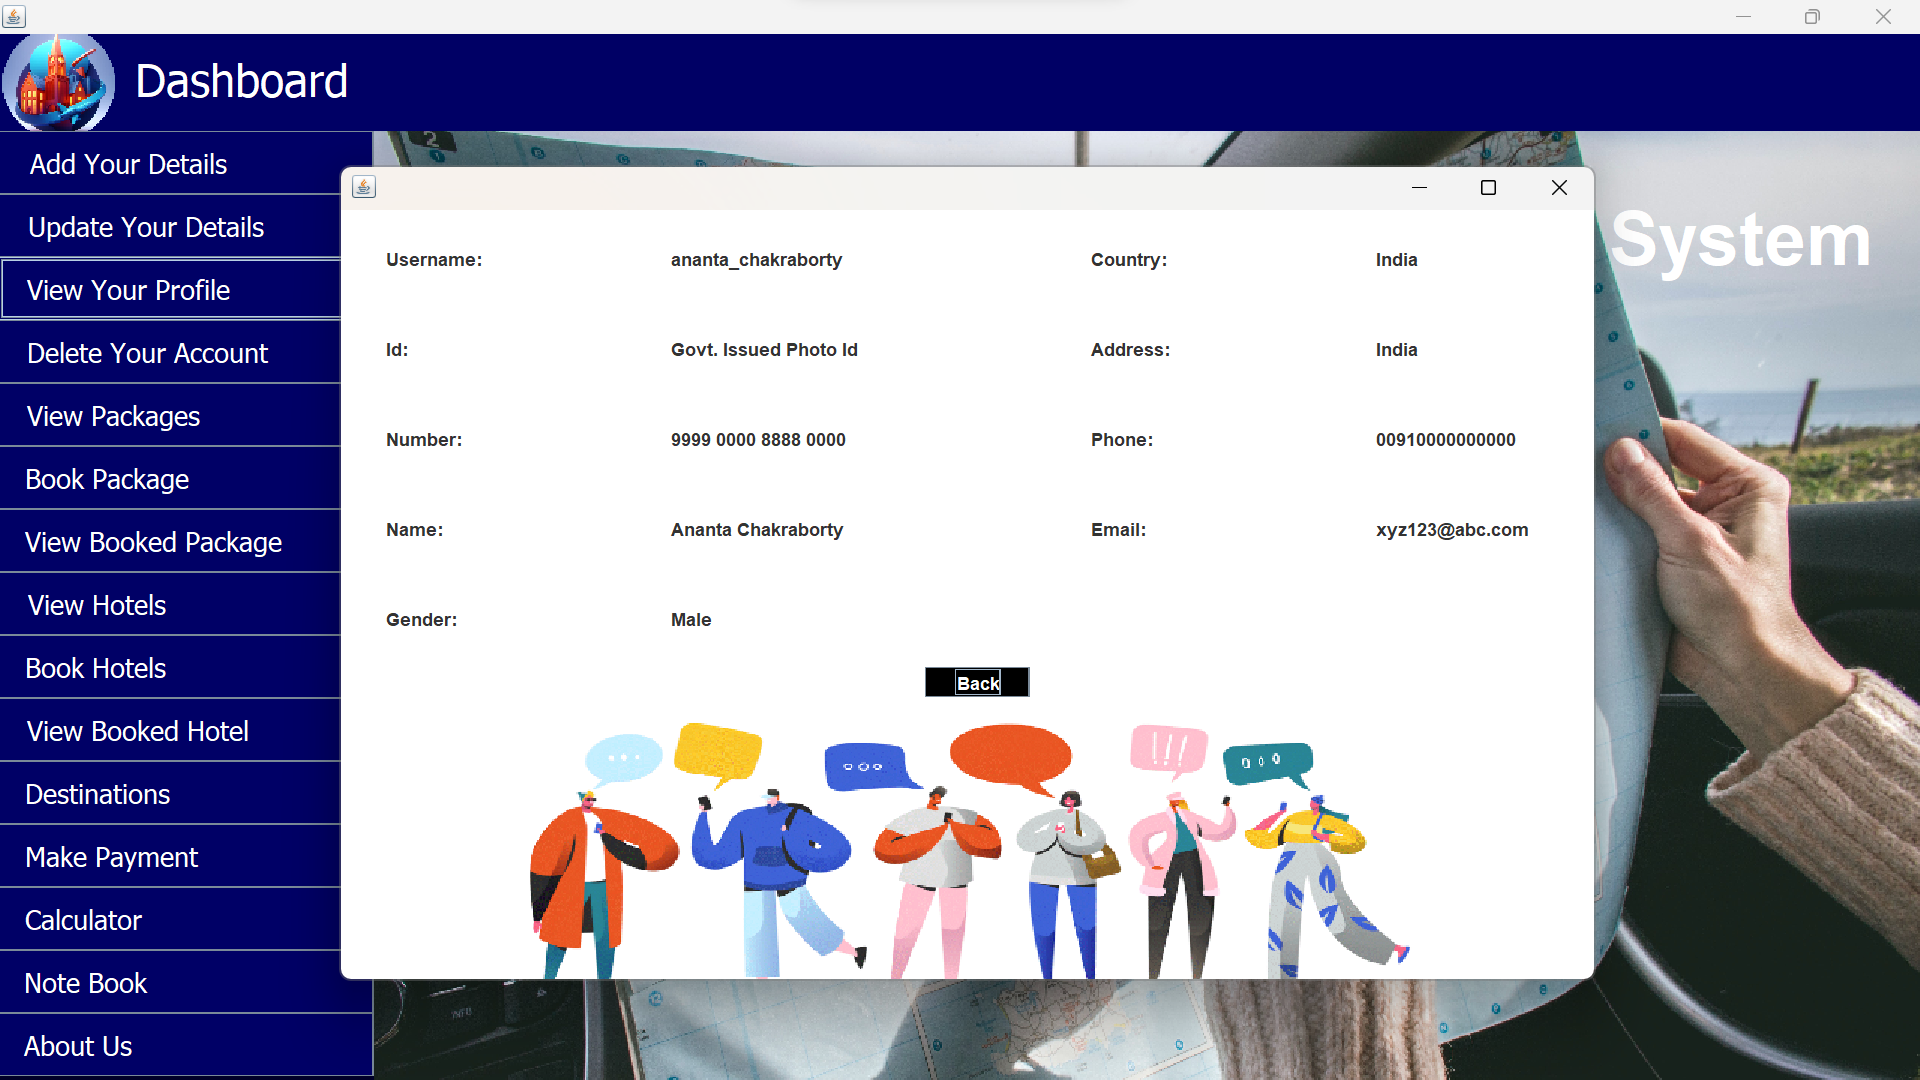 Dashboard
Add Your Details
Update Your Details
View Your Profile
Delete Your Account
View Packages
Book Package
View Booked Package
View Hotels
Book Hotels
View Booked Hotel
Destinations
Make Payment
Calculator
Note Book
About Us
System
Username: ananta_chakraborty Country: India
Id: Govt. Issued Photo Id Address: India
Number: 9999 0000 8888 0000 Phone: 00910000000000
Name: Ananta Chakraborty Email: xyz123@abc.com
Gender: Male
Back
!!!
2